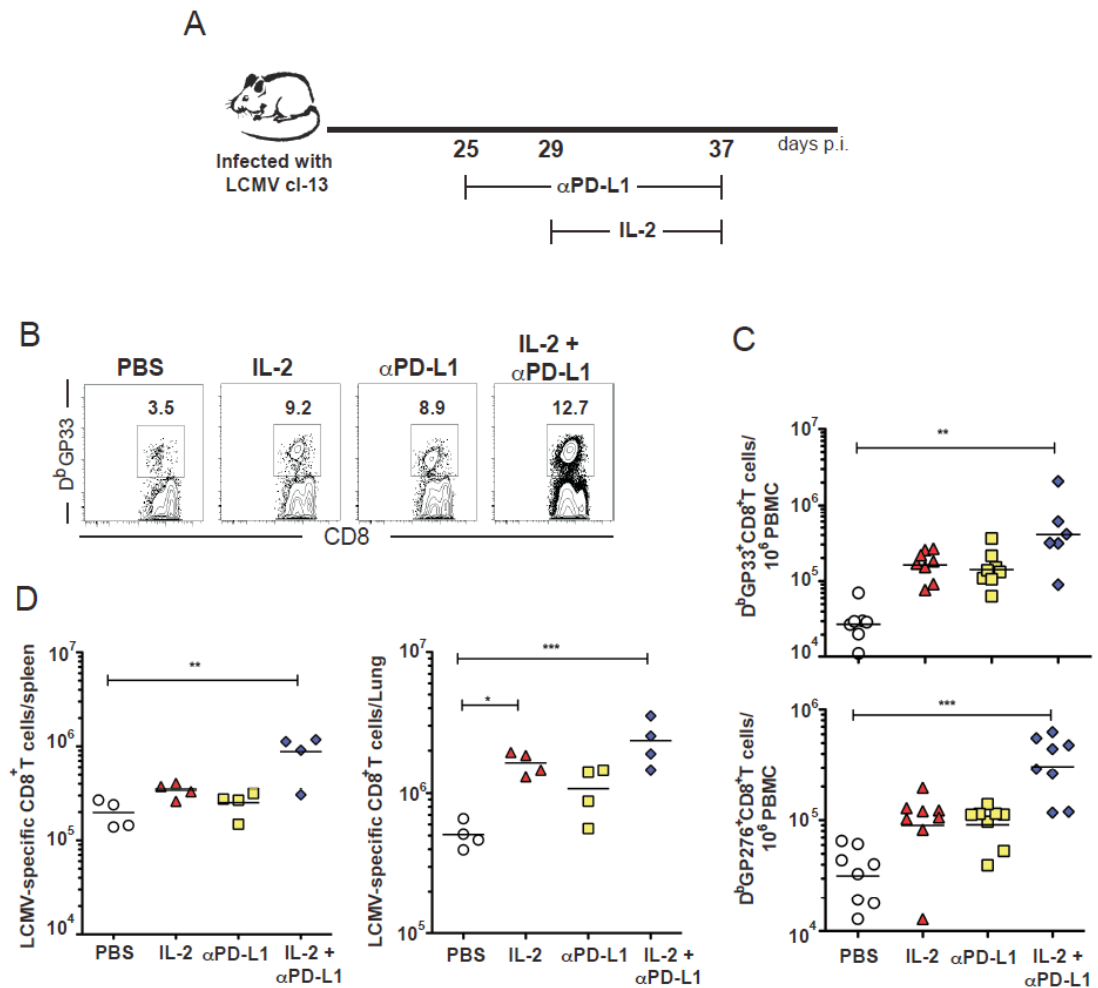 A
Infected with
LCMV cl-13
25 29 37 days p.i.
αPD-L1
IL-2
B
PBS IL-2 αPD-L1 IL-2 +
αPD-L1
3.5 9.2 8.9 12.7
DᵇGP33
CD8
C
DᵇGP33⁺CD8⁺T cells/
10⁶ PBMC
10⁷
10⁶
10⁵
10⁴
**
DᵇGP276⁺CD8⁺T cells/
10⁶ PBMC
10⁶
10⁵
10⁴
***
PBS IL-2 αPD-L1 IL-2 +
αPD-L1
D
LCMV-specific CD8⁺T cells/spleen
10⁷
10⁶
10⁵
10⁴
**
PBS IL-2 αPD-L1 IL-2 +
αPD-L1
LCMV-specific CD8⁺T cells/Lung
10⁷
10⁶
10⁵
***
*
PBS IL-2 αPD-L1 IL-2 +
αPD-L1